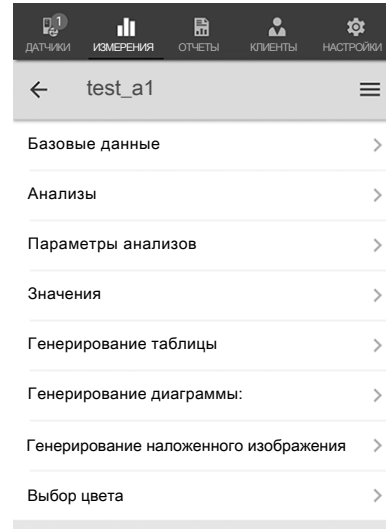 1
ДАТЧИКИ ИЗМЕРЕНИЯ ОТЧЕТЫ КЛИЕНТЫ НАСТРОЙКИ
test_a1
Базовые данные
Анализы
Параметры анализов
Значения
Генерирование таблицы
Генерирование диаграммы:
Генерирование наложенного изображения
Выбор цвета